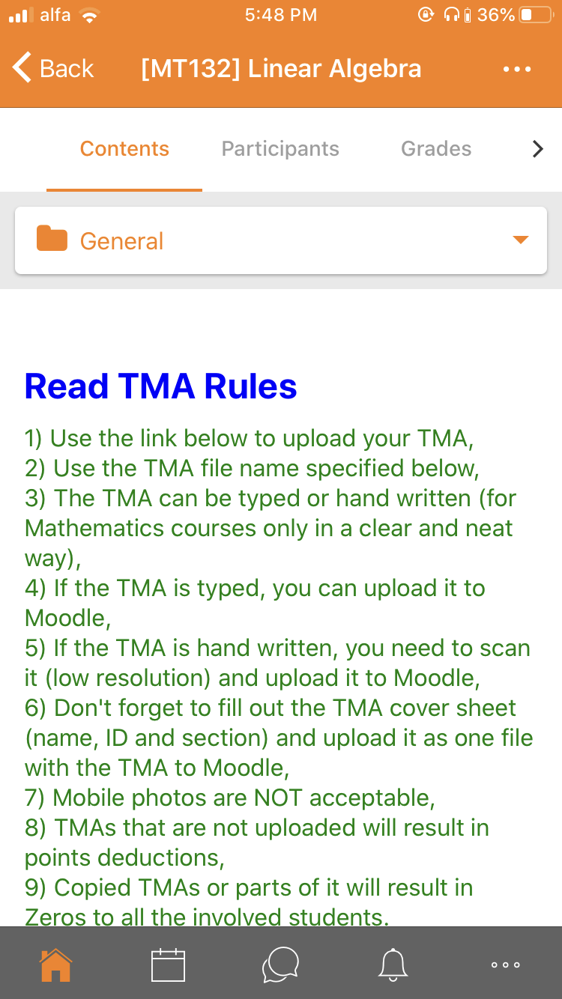 alfa 5:48 PM 36%
Back [MT132] Linear Algebra
Contents Participants Grades
General
Read TMA Rules
1) Use the link below to upload your TMA,
2) Use the TMA file name specified below,
3) The TMA can be typed or hand written (for
Mathematics courses only in a clear and neat
way),
4) If the TMA is typed, you can upload it to
Moodle,
5) If the TMA is hand written, you need to scan
it (low resolution) and upload it to Moodle,
6) Don't forget to fill out the TMA cover sheet
(name, ID and section) and upload it as one file
with the TMA to Moodle,
7) Mobile photos are NOT acceptable,
8) TMAs that are not uploaded will result in
points deductions,
9) Copied TMAs or parts of it will result in
Zeros to all the involved students.